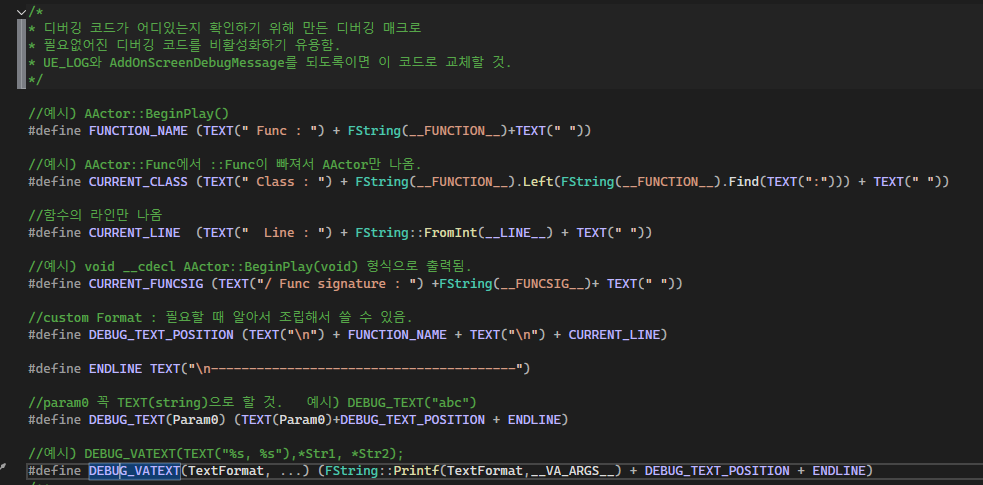 /*
* 디버깅 코드가 어디있는지 확인하기 위해 만든 디버깅 매크로
* 필요없어진 디버깅 코드를 비활성화하기 유용함.
* UE_LOG와 AddOnScreenDebugMessage를 되도록이면 이 코드로 교체할 것.
*/
//예시) AActor::BeginPlay()
#define FUNCTION_NAME (TEXT(" Func : ") + FString(__FUNCTION__)+TEXT(" "))
//예시) AActor::Func에서 ::Func이 빠져서 AActor만 나옴.
#define CURRENT_CLASS (TEXT(" Class : ") + FString(__FUNCTION__).Left(FString(__FUNCTION__).Find(TEXT(":"))) + TEXT(" "))
//함수의 라인만 나옴
#define CURRENT_LINE  (TEXT("  Line : ") + FString::FromInt(__LINE__) + TEXT(" "))
//예시) void __cdecl AActor::BeginPlay(void) 형식으로 출력됨.
#define CURRENT_FUNCSIG (TEXT("/ Func signature : ") +FString(__FUNCSIG__)+ TEXT(" "))
//custom Format : 필요할 때 알아서 조립해서 쓸 수 있음.
#define DEBUG_TEXT_POSITION (TEXT("\n") + FUNCTION_NAME + TEXT("\n") + CURRENT_LINE)
#define ENDLINE TEXT("\n----------------------------------------")
//param0 꼭 TEXT(string)으로 할 것.   예시) DEBUG_TEXT("abc")
#define DEBUG_TEXT(Param0) (TEXT(Param0)+DEBUG_TEXT_POSITION + ENDLINE)
//예시) DEBUG_VATEXT(TEXT("%s, %s"),*Str1, *Str2);
#define DEBUG_VATEXT(TextFormat, ...) (FString::Printf(TextFormat,__VA_ARGS__) + DEBUG_TEXT_POSITION + ENDLINE)